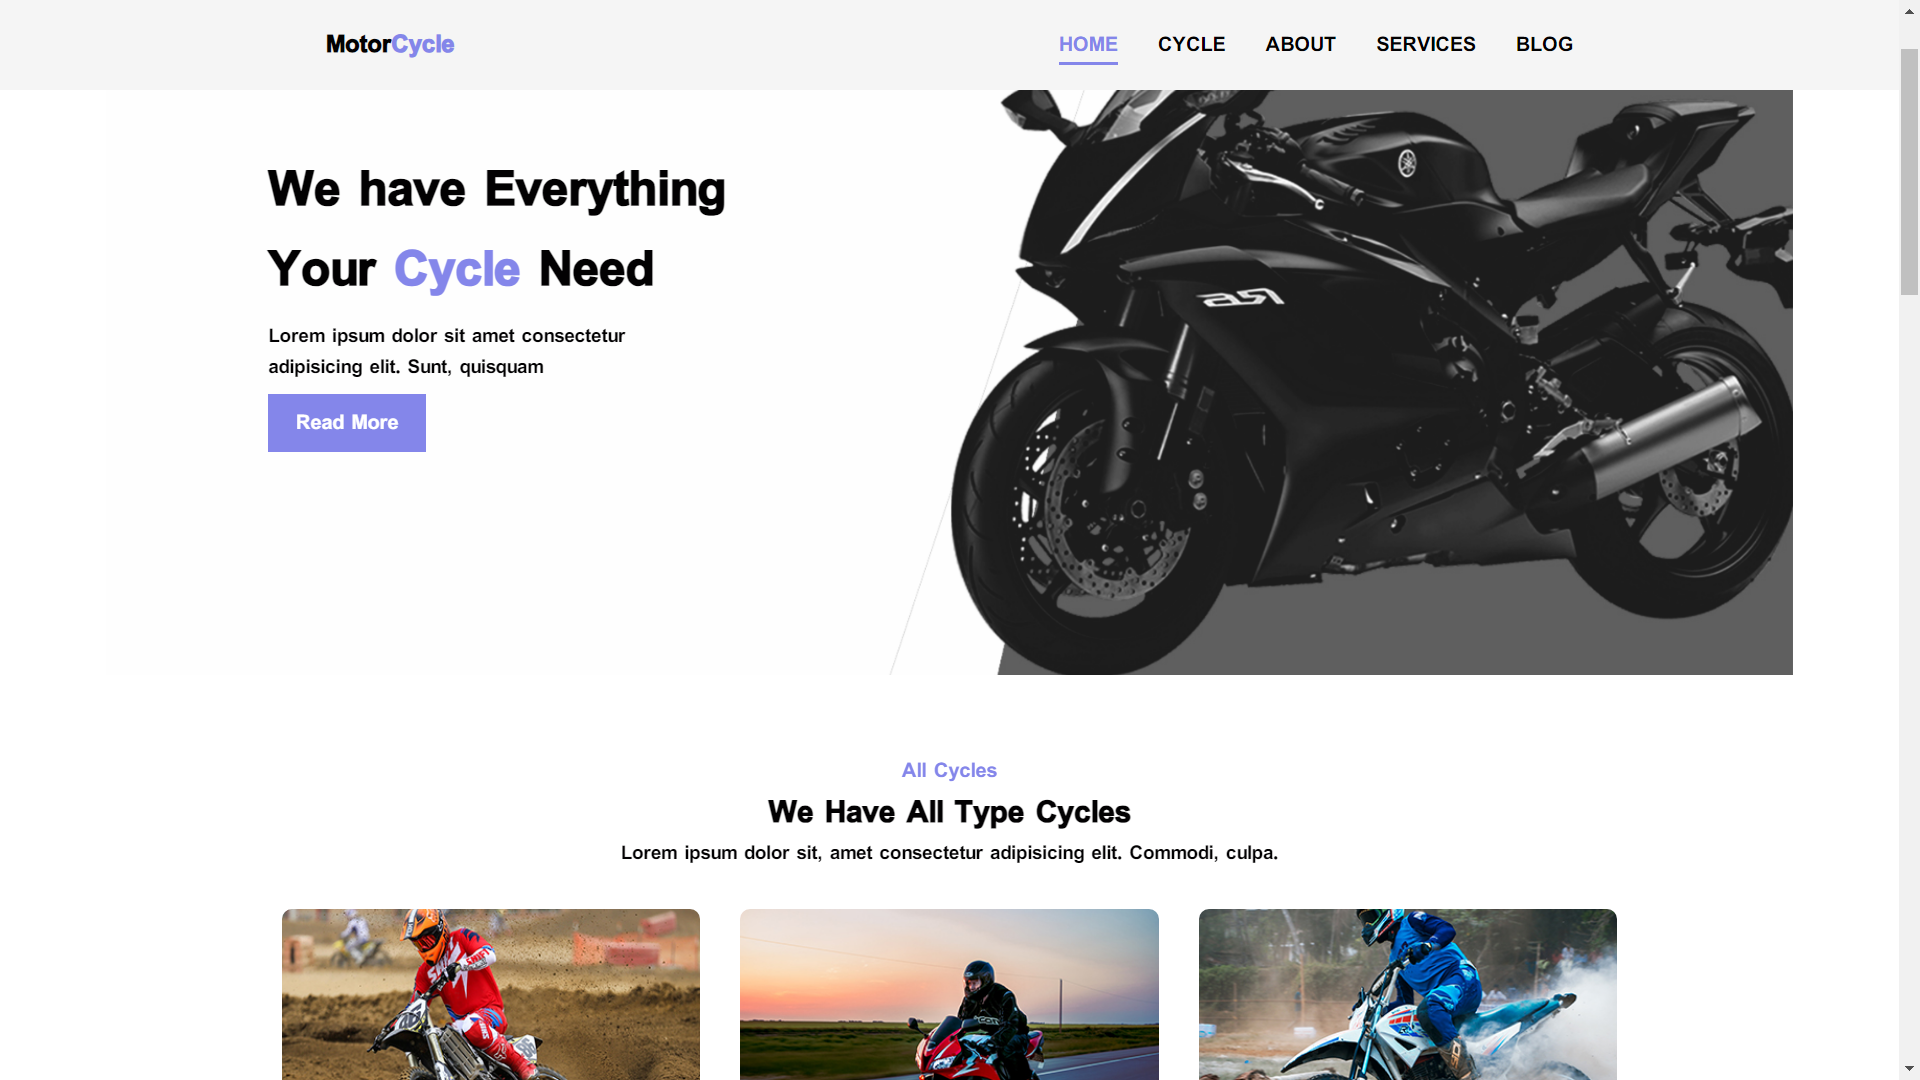 MotorCycle
HOME CYCLE ABOUT SERVICES BLOG
We have Everything
Your Cycle Need
Lorem ipsum dolor sit amet consectetur
adipisicing elit. Sunt, quisquam
Read More
All Cycles
We Have All Type Cycles
Lorem ipsum dolor sit, amet consectetur adipisicing elit. Commodi, culpa.